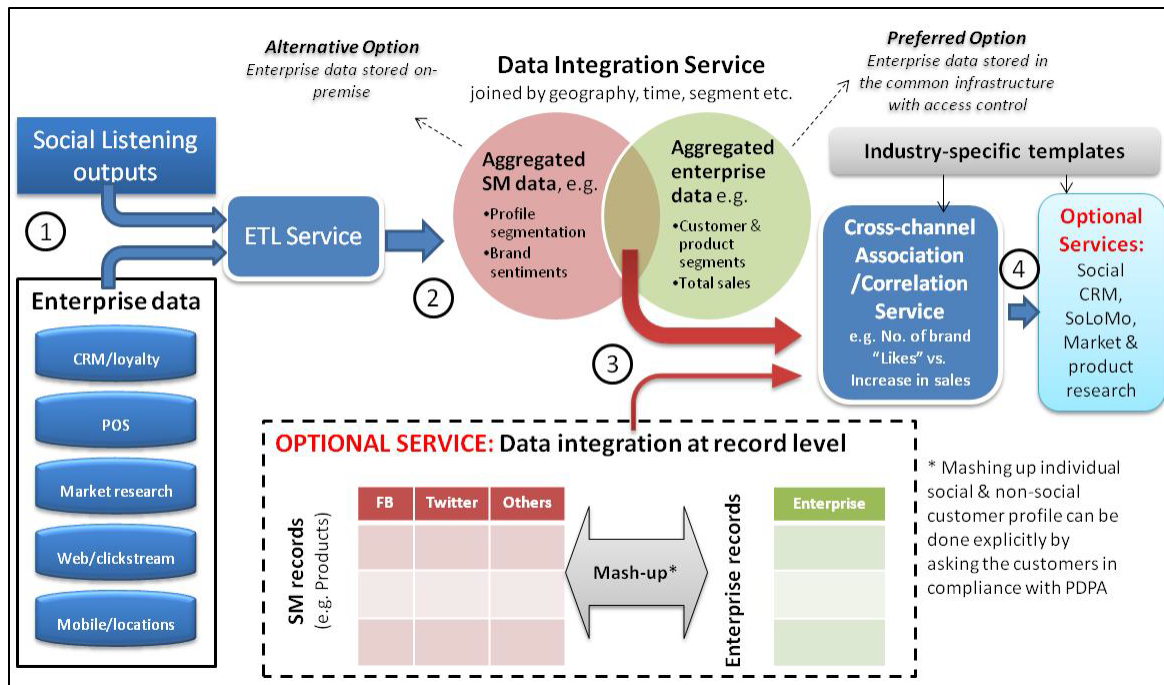 Alternative Option
Enterprise data stored on-
premise
Data Integration Service
joined by geography, time, segment etc.
Preferred Option
Enterprise data stored in
the common infrastructure
with access control
Social Listening
outputs
1
ETL Service
2
Enterprise data
CRM/loyalty
POS
Market research
Web/clickstream
Mobile/locations
Aggregated
SM data, e.g.
•Profile
segmentation
•Brand
sentiments
Aggregated
enterprise
data e.g.
•Customer &
product
segments
•Total sales
3
Industry-specific templates
Cross-channel
Association
/Correlation
Service
e.g. No. of brand
“Likes” vs.
Increase in sales
4
Optional
Services:
Social
CRM,
SoLoMo,
Market &
product
research
OPTIONAL SERVICE: Data integration at record level
SM records
(e.g. Products)
FB Twitter Others
Mash-up*
Enterprise records
Enterprise
* Mashing up individual
social & non-social
customer profile can be
done explicitly by
asking the customers in
compliance with PDPA